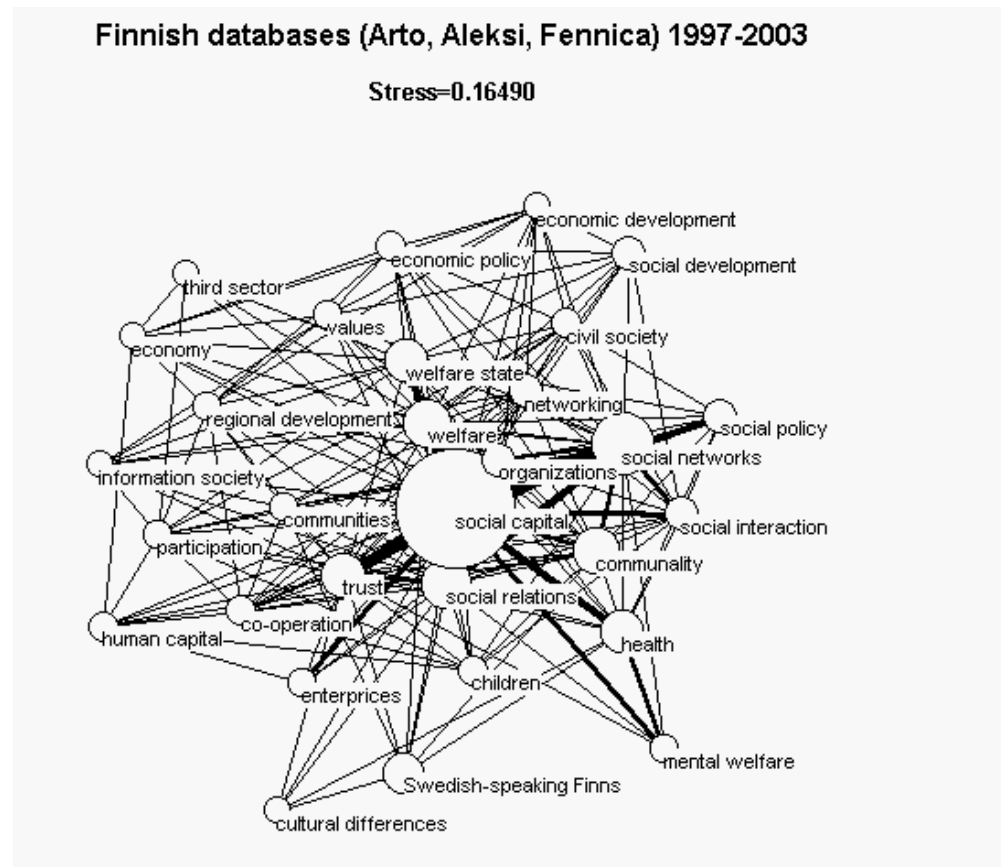 Finnish databases (Arto, Aleksi, Fennica) 1997-2003
Stress=0.16490
economic development
economic policy
social development
third sector
values
civil society
economy
welfare state
networking
regional development
social policy
welfare
social networks
organizations
information society
communities
social capital
social interaction
participation
communality
trust
social relations
co-operation
human capital
health
children
enterprices
mental welfare
Swedish-speaking Finns
cultural differences